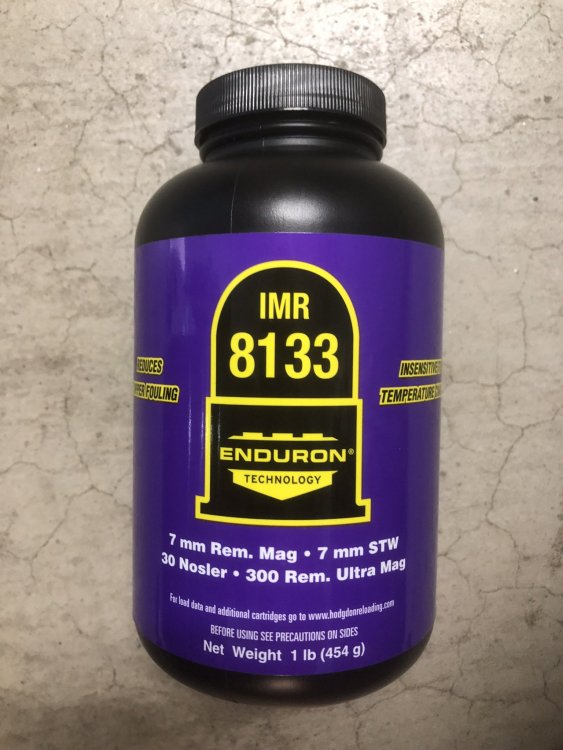 IMR
8133
REDUCES
FOULING
INSENSITIVE
TEMPERATURE
ENDURON®
TECHNOLOGY
7 mm Rem. Mag • 7 mm STW
30 Nosler • 300 Rem. Ultra Mag
For load data and additional cartridges go to www.hodgdonreloading.com
BEFORE USING SEE PRECAUTIONS ON SIDES
Net Weight 1 lb (454 g)